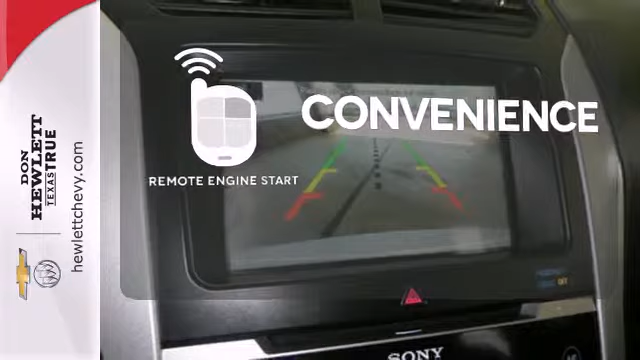 DON
HEWLETT
TEXAS TRUE
hewlettchevy.com
CONVENIENCE
REMOTE ENGINE START
SONY